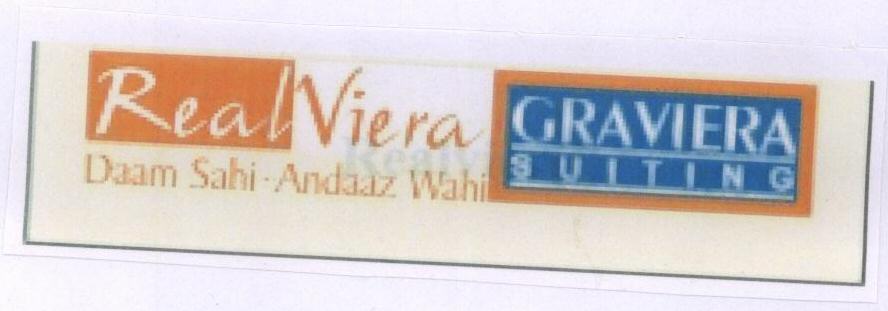 RealViera
Daam Sahi - Andaaz Wahi
GRAVIERA
SUITING